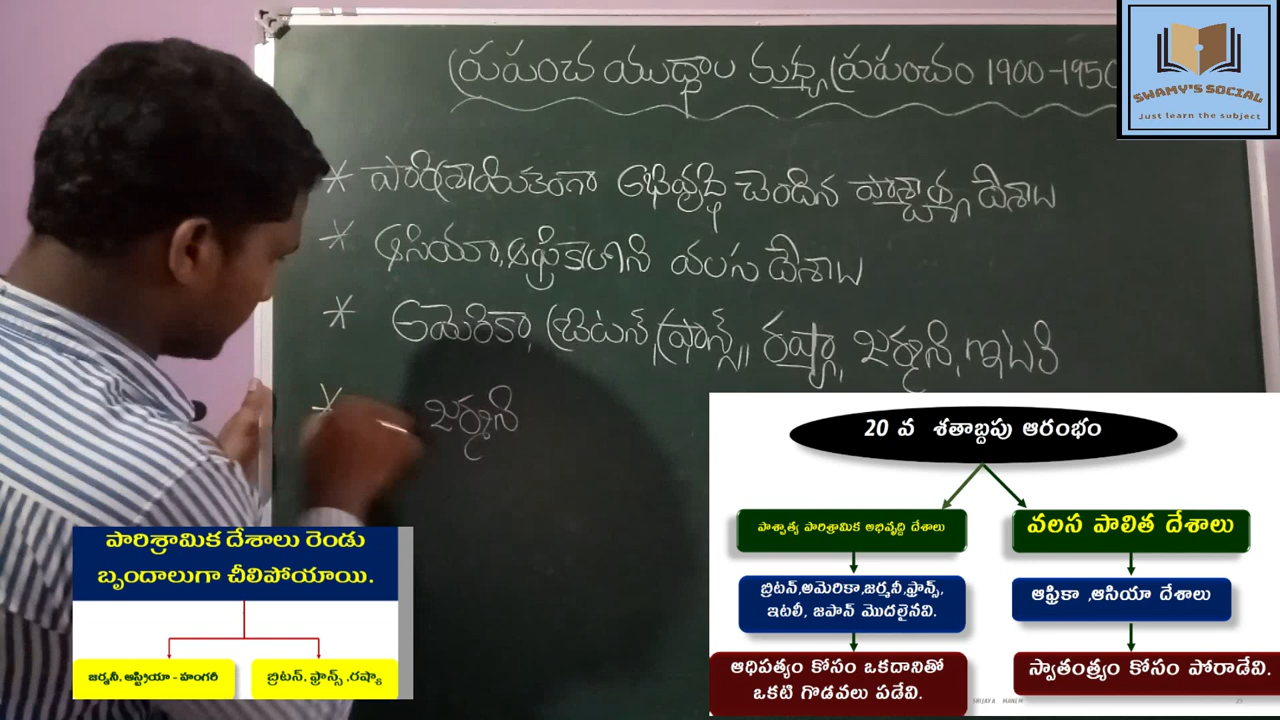 ప్రపంచ యుద్ధాల మధ్య ప్రపంచం 1900-1950
SWAMY'S SOCIAL
Just learn the subject
* పారిశ్రామికంగా అభివృద్ధి చెందిన పాశ్చాత్య దేశాలు
* ఆసియా, ఆఫ్రికాలోని వలస దేశాలు
* అమెరికా, బ్రిటన్, ఫ్రాన్స్, రష్యా, జర్మనీ, ఇటలీ
* జర్మనీ
20 వ శతాబ్దపు ఆరంభం
పాశ్చాత్య పారిశ్రామిక అభివృద్ది దేశాలు
వలస పాలిత దేశాలు
బ్రిటన్,అమెరికా,జర్మనీ,ఫ్రాన్స్,
ఇటలీ, జపాన్ మొదలైనవి.
ఆఫ్రికా ,ఆసియా దేశాలు
ఆధిపత్యం కోసం ఒకదానితో
ఒకటి గొడవలు పడేవి.
స్వాతంత్ర్యం కోసం పోరాడేవి.
పారిశ్రామిక దేశాలు రెండు
బృందాలుగా చీలిపోయాయి.
జర్మనీ, ఆస్ట్రియా - హంగరీ
బ్రిటన్, ఫ్రాన్స్ ,రష్యా
SRIJAYA MANEM